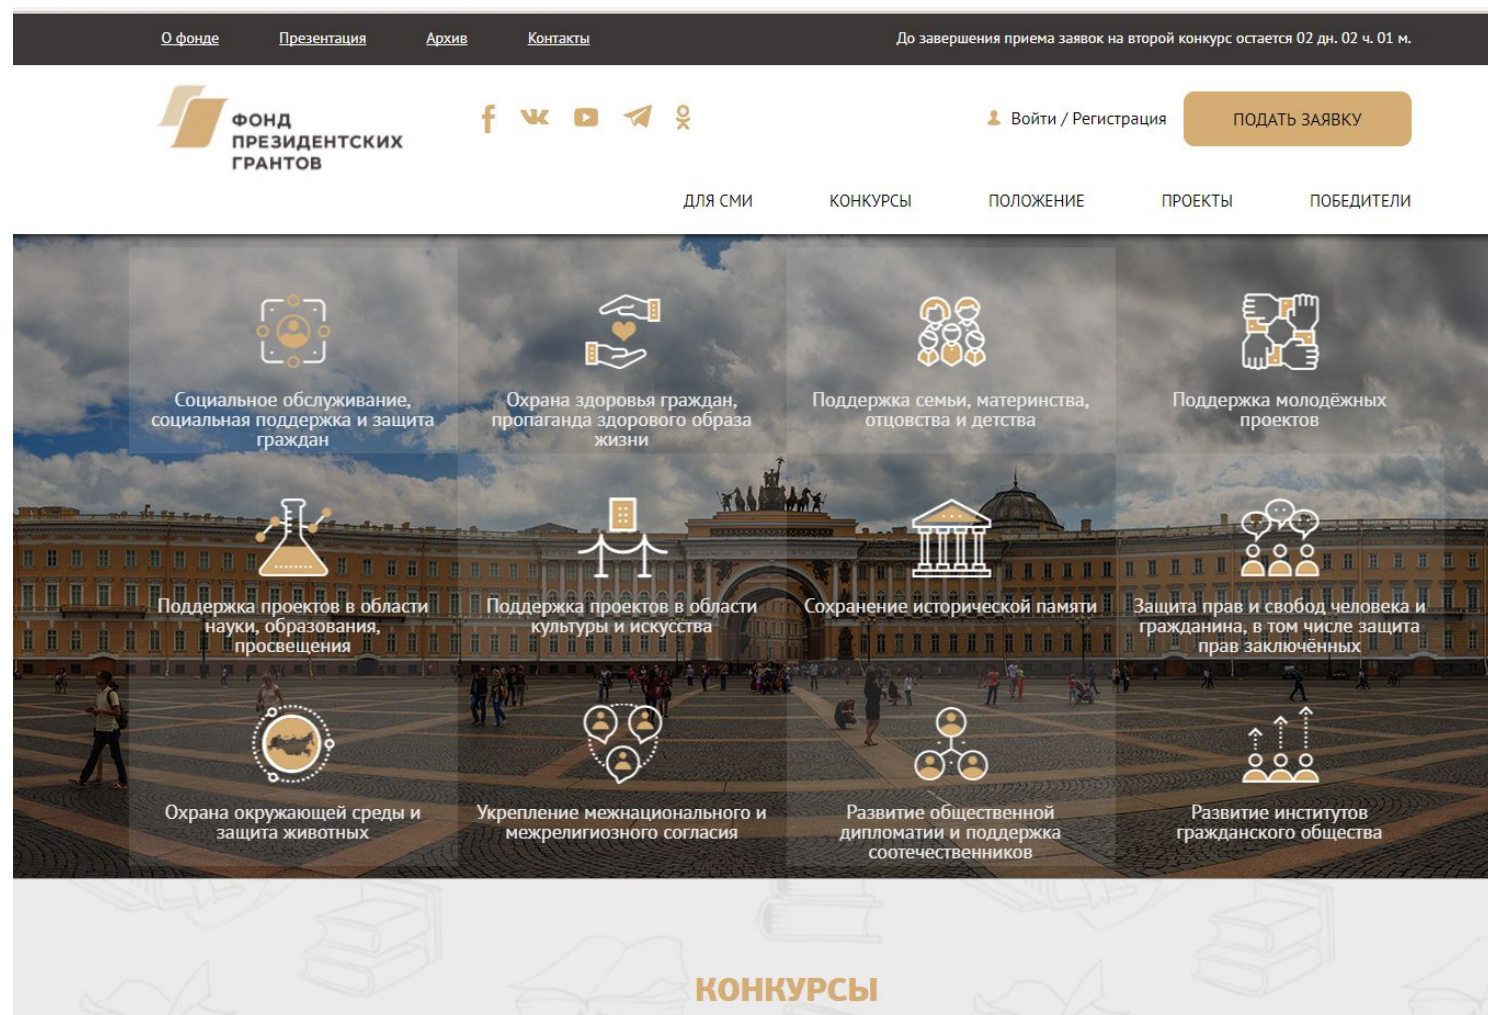 О фонде Презентация Архив Контакты До завершения приема заявок на второй конкурс остается 02 дн. 02 ч. 01 м.
ФОНД
ПРЕЗИДЕНТСКИХ
ГРАНТОВ
Войти / Регистрация ПОДАТЬ ЗАЯВКУ
ДЛЯ СМИ КОНКУРСЫ ПОЛОЖЕНИЕ ПРОЕКТЫ ПОБЕДИТЕЛИ
Социальное обслуживание,
социальная поддержка и защита
граждан
Охрана здоровья граждан,
пропаганда здорового образа
жизни
Поддержка семьи, материнства,
отцовства и детства
Поддержка молодёжных
проектов
Поддержка проектов в области
науки, образования,
просвещения
Поддержка проектов в области
культуры и искусства
Сохранение исторической памяти
Защита прав и свобод человека и
гражданина, в том числе защита
прав заключённых
Охрана окружающей среды и
защита животных
Укрепление межнационального и
межрелигиозного согласия
Развитие общественной
дипломатии и поддержка
соотечественников
Развитие институтов
гражданского общества
КОНКУРСЫ